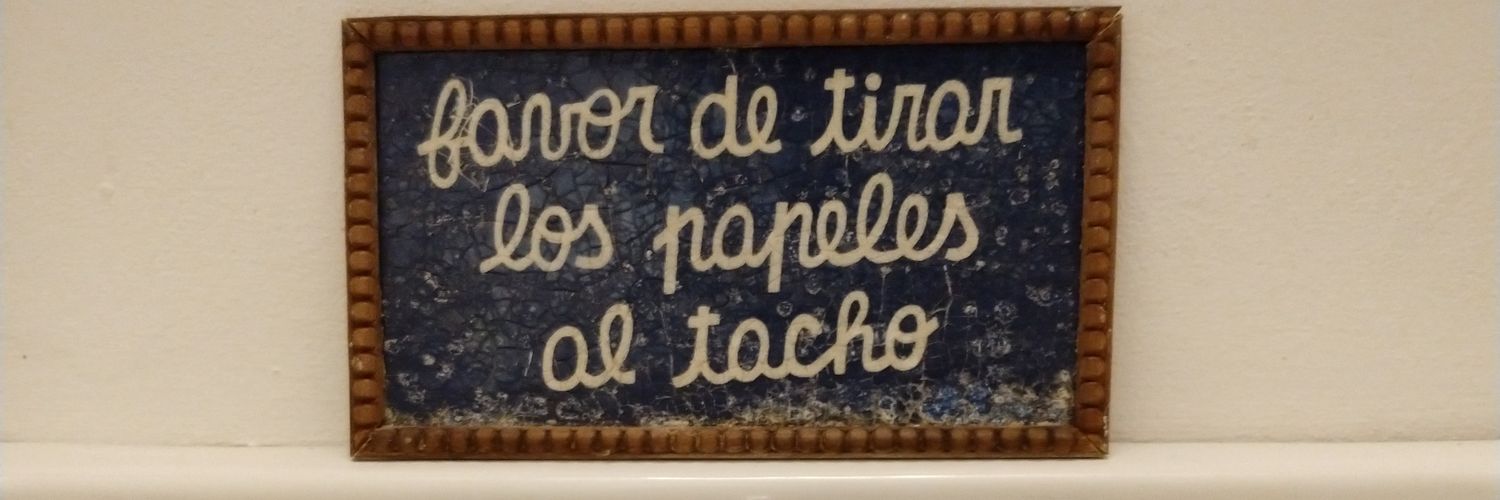 favor de tirar
los papeles
al tacho